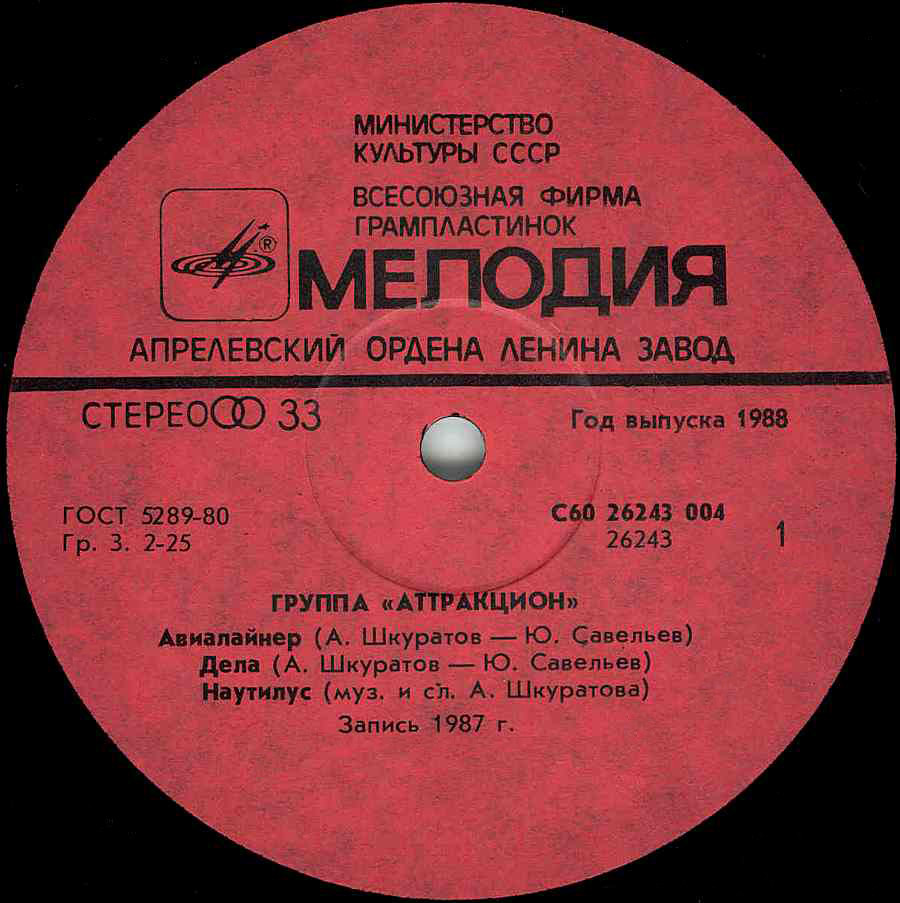 МИНИСТЕРСТВО
КУЛЬТУРЫ СССР
ВСЕСОЮЗНАЯ ФИРМА
ГРАМПЛАСТИНОК
®
МЕЛОДИЯ
АПРЕЛЕВСКИЙ ОРДЕНА ЛЕНИНА ЗАВОД
СТЕРЕО 33
Год выпуска 1988
ГОСТ 5289-80
Гр. 3. 2-25
С60 26243 004
26243
1
ГРУППА «АТТРАКЦИОН»
Авиалайнер (А. Шкуратов — Ю. Савельев)
Дела (А. Шкуратов — Ю. Савельев)
Наутилус (муз. и сл. А. Шкуратова)
Запись 1987 г.